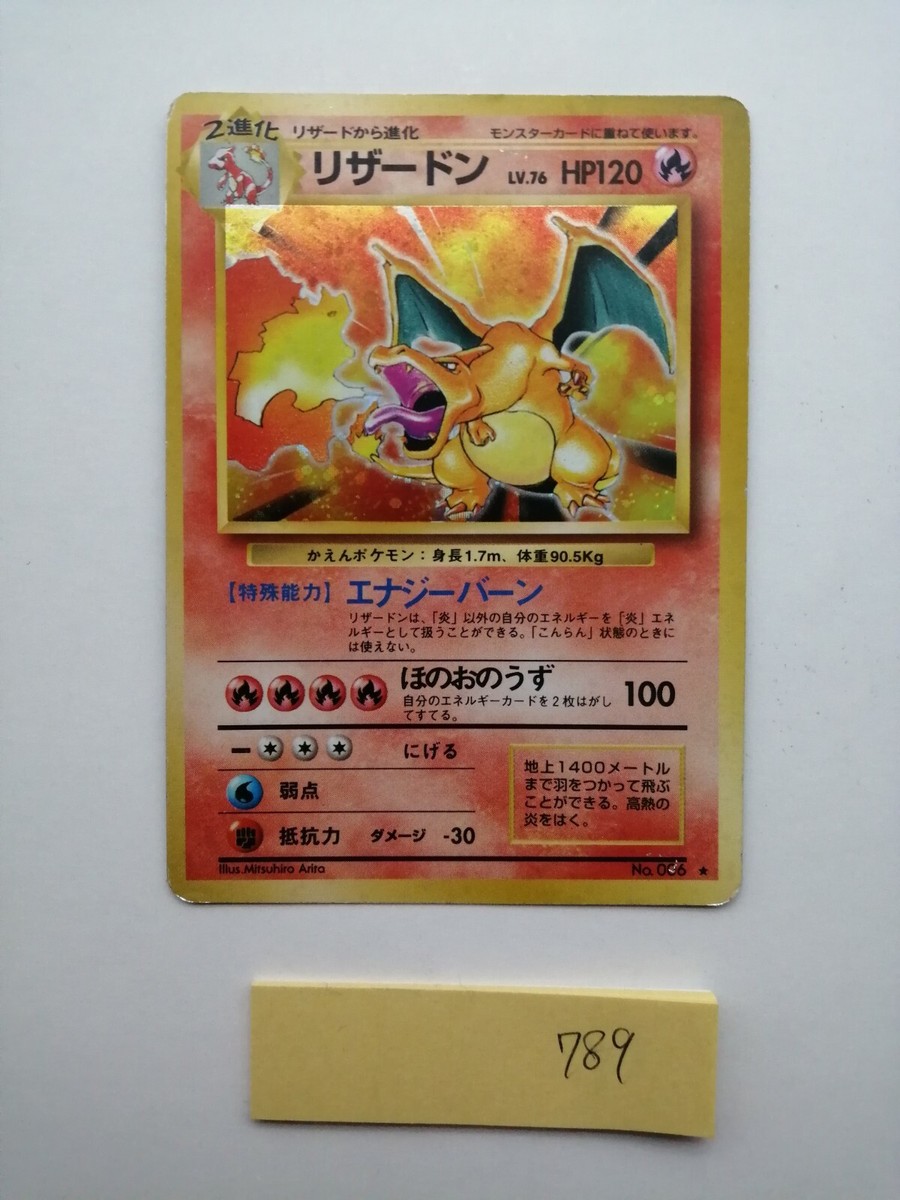 2進化 リザードから進化 モンスターカードに重ねて使います。
リザードン LV.76 HP120
かえんポケモン：身長1.7m、体重90.5Kg
【特殊能力】エナジーバーン
リザードンは、「炎」以外の自分のエネルギーを「炎」エネ
ルギーとして扱うことができる。「こんらん」状態のときに
は使えない。
ほのおのうず 100
自分のエネルギーカードを2枚はがし
てすてる。
ー にげる
弱点
抵抗力 ダメージ -30
地上1400メートル
まで羽をつかって飛ぶ
ことができる。高熱の
炎をはく。
Illus.Mitsuhiro Arita No.006 ★
789